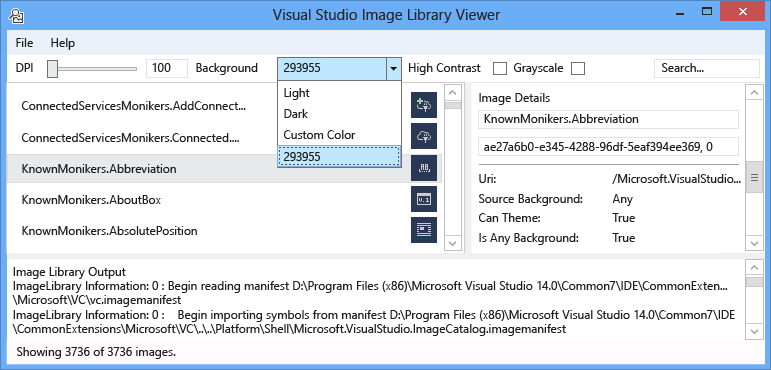 Visual Studio Image Library Viewer
File Help
DPI 100 Background 293955 High Contrast Grayscale Search...
Light
Dark
Custom Color
293955
ConnectedServicesMonikers.AddConnect...
ConnectedServicesMonikers.Connected....
KnownMonikers.Abbreviation
KnownMonikers.AboutBox
KnownMonikers.AbsolutePosition
Image Details
KnownMonikers.Abbreviation
ae27a6b0-e345-4288-96df-5eaf394ee369, 0
Uri: /Microsoft.VisualStudio...
Source Background: Any
Can Theme: True
Is Any Background: True
Image Library Output
ImageLibrary Information: 0 : Begin reading manifest D:\Program Files (x86)\Microsoft Visual Studio 14.0\Common7\IDE\CommonExten...
\Microsoft\VC\vc.imagemanifest
ImageLibrary Information: 0 : Begin importing symbols from manifest D:\Program Files (x86)\Microsoft Visual Studio 14.0\Common7\IDE
\CommonExtensions\Microsoft\VC\..\..\Platform\Shell\Microsoft.VisualStudio.ImageCatalog.imagemanifest
Showing 3736 of 3736 images.